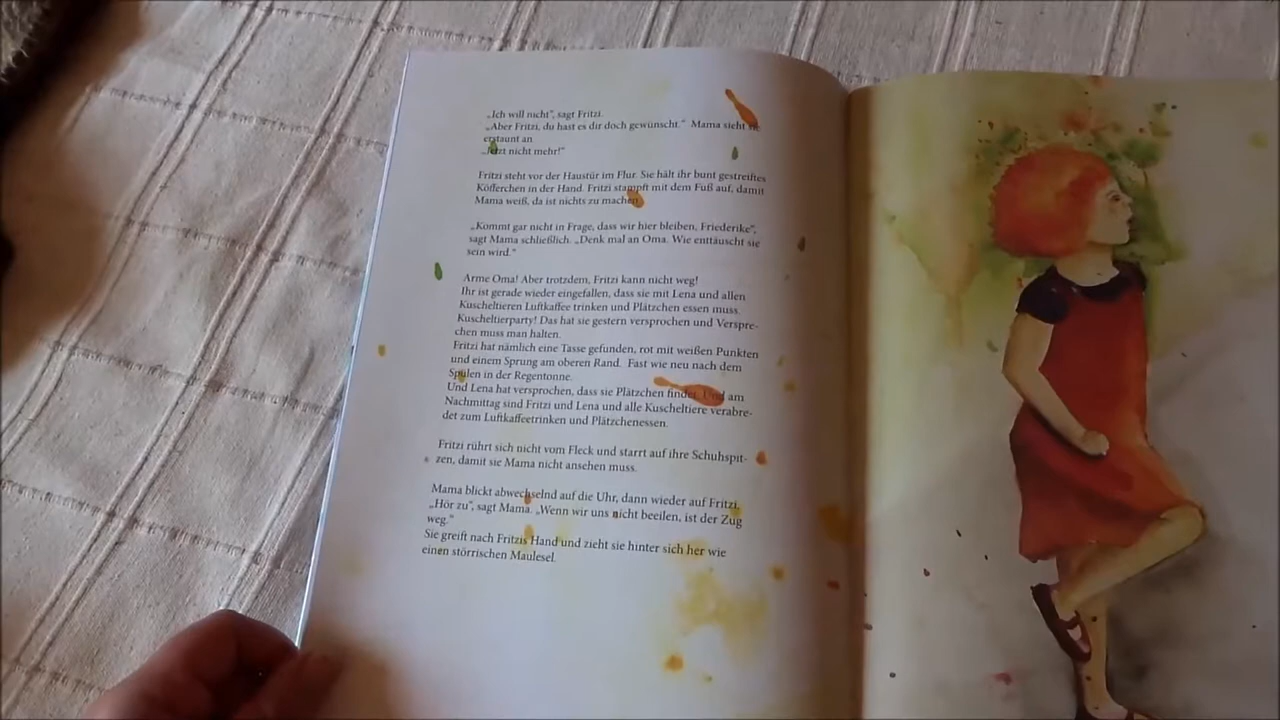 „Ich will nicht“, sagt Fritzi.
„Aber Fritzi, du hast es dir doch gewünscht.“ Mama sieht sie
erstaunt an.
„Jetzt nicht mehr!“
Fritzi steht vor der Haustür im Flur. Sie hält ihr bunt gestreiftes
Köfferchen in der Hand. Fritzi stampft mit dem Fuß auf, damit
Mama weiß, da ist nichts zu machen.
„Kommt gar nicht in Frage, dass wir hier bleiben, Friederike“,
sagt Mama schließlich. „Denk mal an Oma. Wie enttäuscht sie
sein wird.“
Arme Oma! Aber trotzdem, Fritzi kann nicht weg!
Ihr ist gerade wieder eingefallen, dass sie mit Lena und allen
Kuscheltieren Luftkaffee trinken und Plätzchen essen muss.
Kuscheltierparty! Das hat sie gestern versprochen und Verspre-
chen muss man halten.
Fritzi hat nämlich eine Tasse gefunden, rot mit weißen Punkten
und einem Sprung am oberen Rand. Fast wie neu nach dem
Spülen in der Regentonne.
Und Lena hat versprochen, dass sie Plätzchen findet. Und am
Nachmittag sind Fritzi und Lena und alle Kuscheltiere verabre-
det zum Luftkaffeetrinken und Plätzchenessen.
Fritzi rührt sich nicht vom Fleck und starrt auf ihre Schuhspit-
zen, damit sie Mama nicht ansehen muss.
Mama blickt abwechselnd auf die Uhr, dann wieder auf Fritzi.
„Hör zu“, sagt Mama. „Wenn wir uns nicht beeilen, ist der Zug
weg.“
Sie greift nach Fritzis Hand und zieht sie hinter sich her wie
einen störrischen Maulesel.